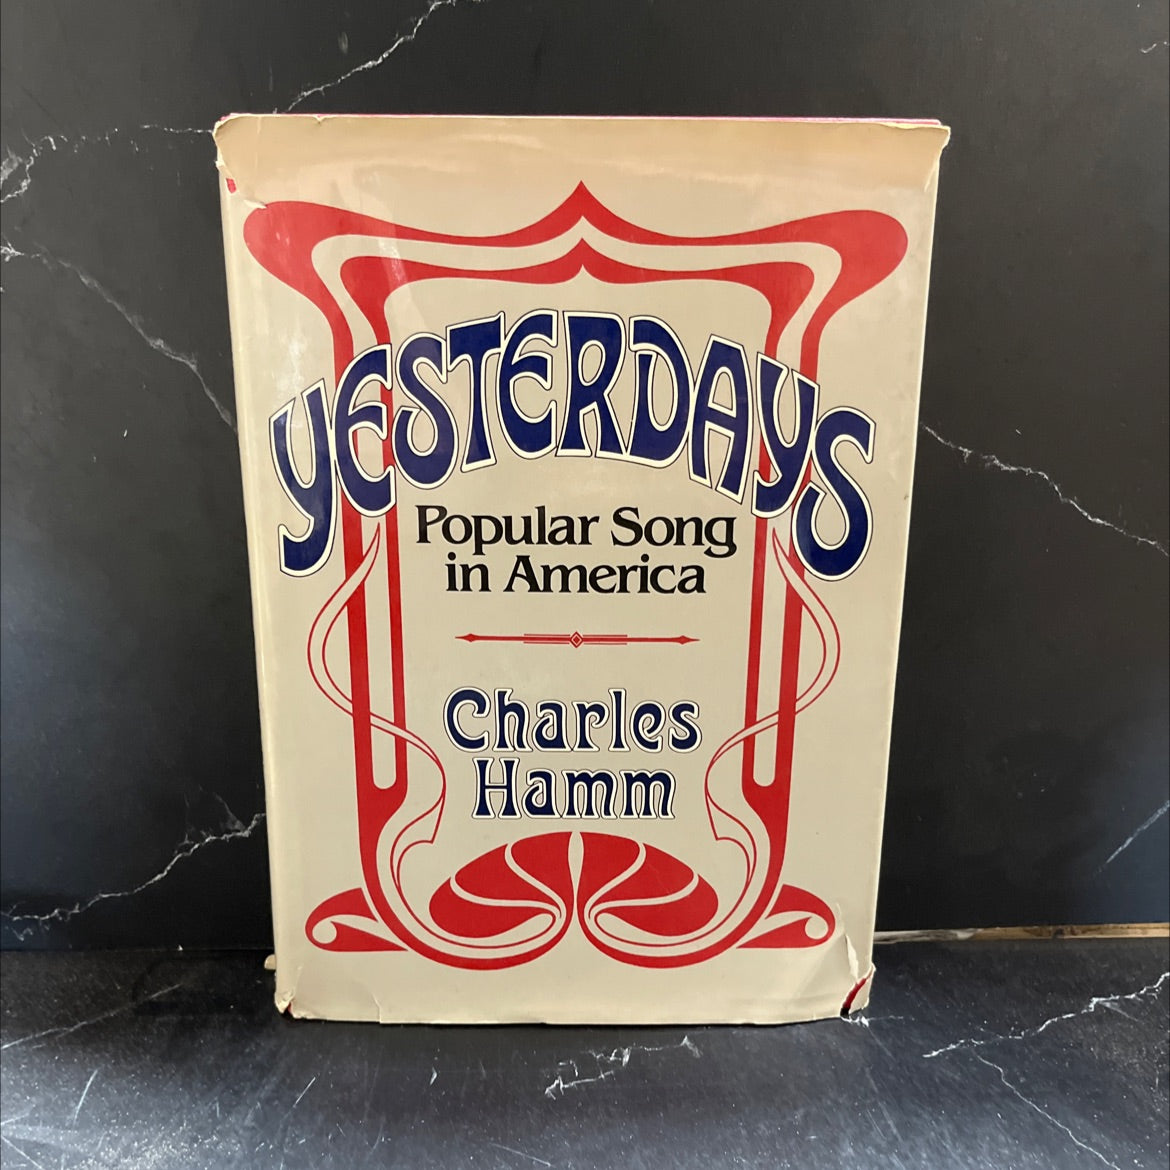 YESTERDAYS
Popular Song
in America
Charles
Hamm